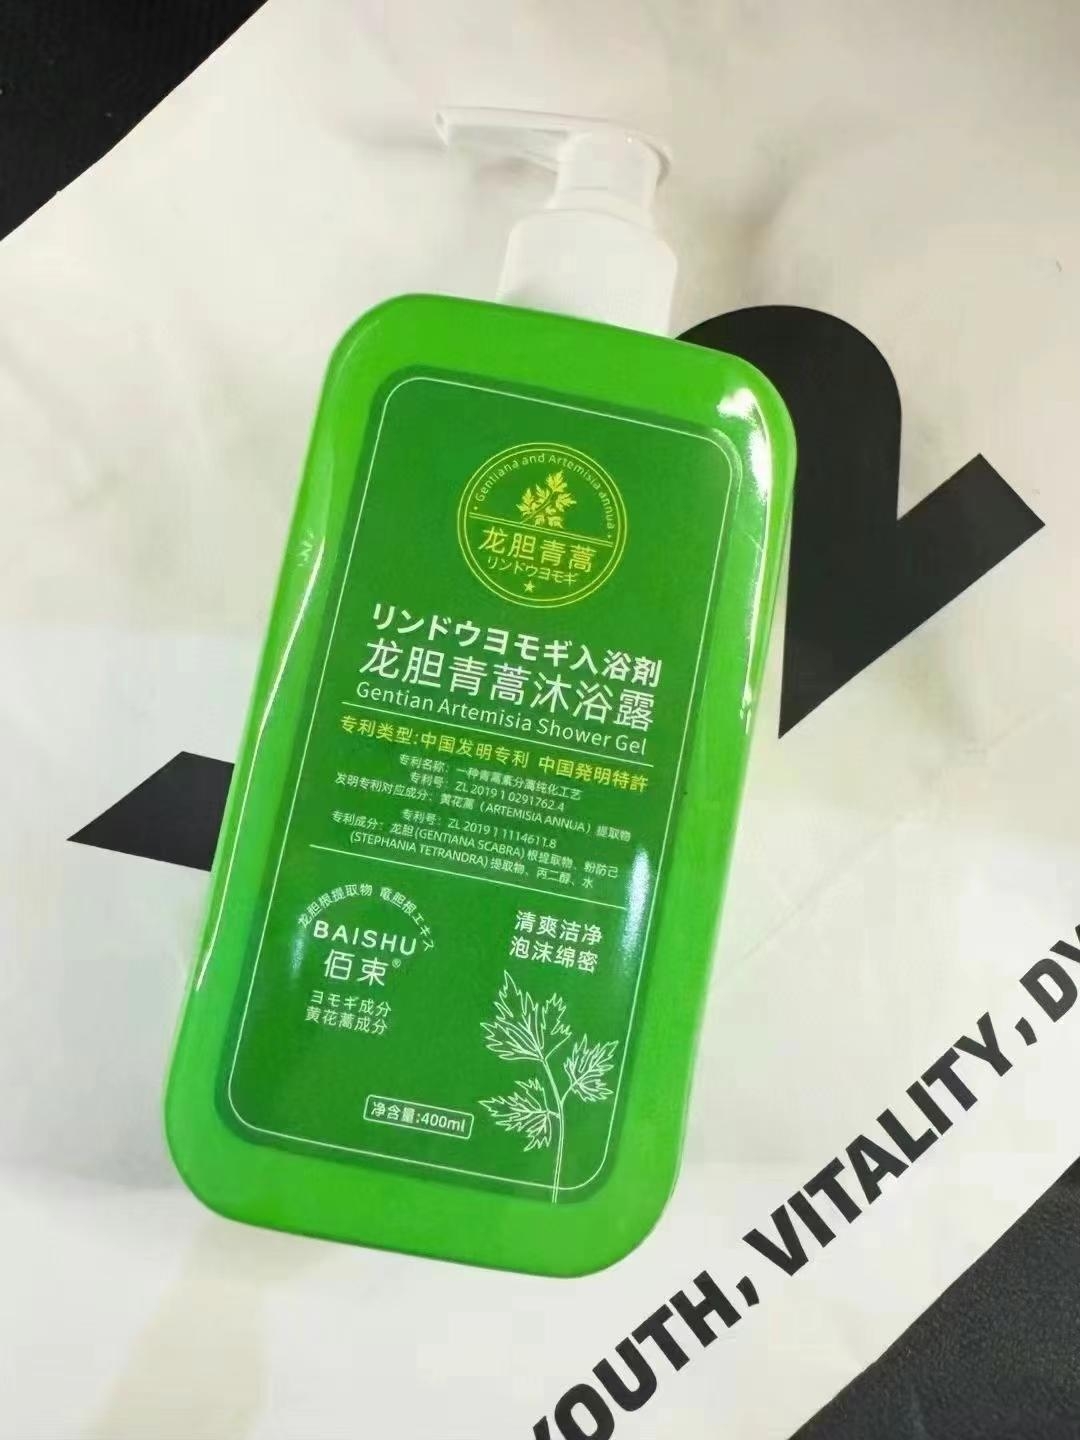 Gentiana and Artemisia annua
龙胆青蒿
リンドウヨモギ
リンドウヨモギ入浴剤
龙胆青蒿沐浴露
Gentian Artemisia Shower Gel
专利类型:中国发明专利 中国発明特許
专利名称: 一种青蒿素分离纯化工艺
专利号: ZL 2019 1 0291762.4
发明专利对应成分: 黄花蒿 (ARTEMISIA ANNUA) 提取物
专利号: ZL 2019 1 1114611.8
专利成分: 龙胆(GENTIANA SCABRA)根提取物、粉防己
(STEPHANIA TETRANDRA) 提取物、丙二醇、水
龙胆根提取物 竜胆根エキス
BAISHU
佰束®
ヨモギ成分
黄花蒿成分
清爽洁净
泡沫绵密
净含量:400ml
YOUTH, VITALITY, DY